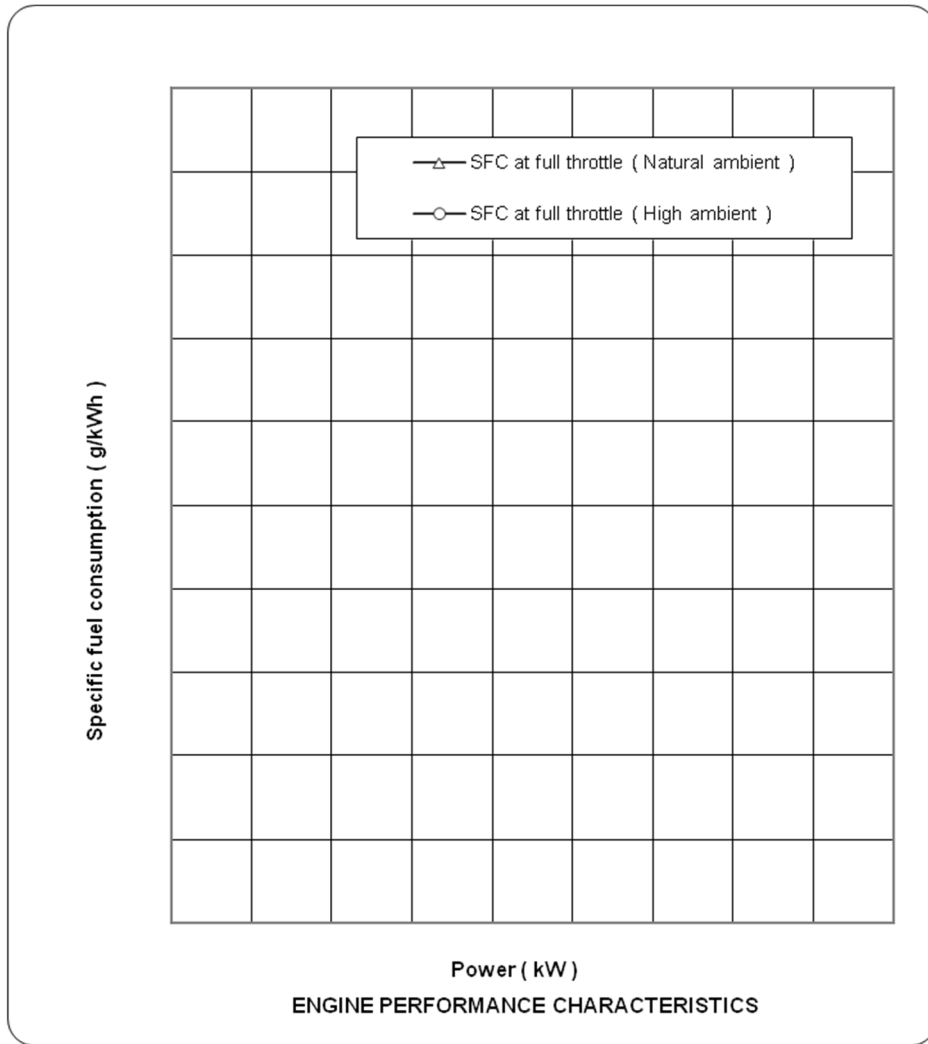 SFC at full throttle ( Natural ambient )
SFC at full throttle ( High ambient )
Specific fuel consumption ( g/kWh )
Power ( kW )
ENGINE PERFORMANCE CHARACTERISTICS